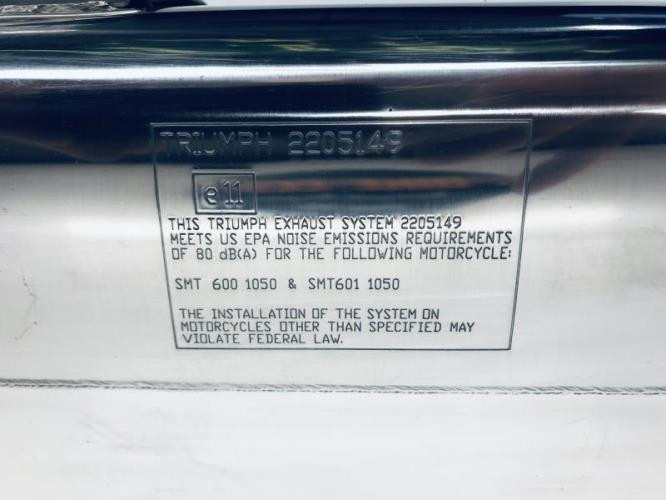 TRIUMPH 2205149
e11
THIS TRIUMPH EXHAUST SYSTEM 2205149
MEETS US EPA NOISE EMISSIONS REQUIREMENTS
OF 80 dB(A) FOR THE FOLLOWING MOTORCYCLE:
SMT 600 1050 & SMT601 1050
THE INSTALLATION OF THE SYSTEM ON
MOTORCYCLES OTHER THAN SPECIFIED MAY
VIOLATE FEDERAL LAW.